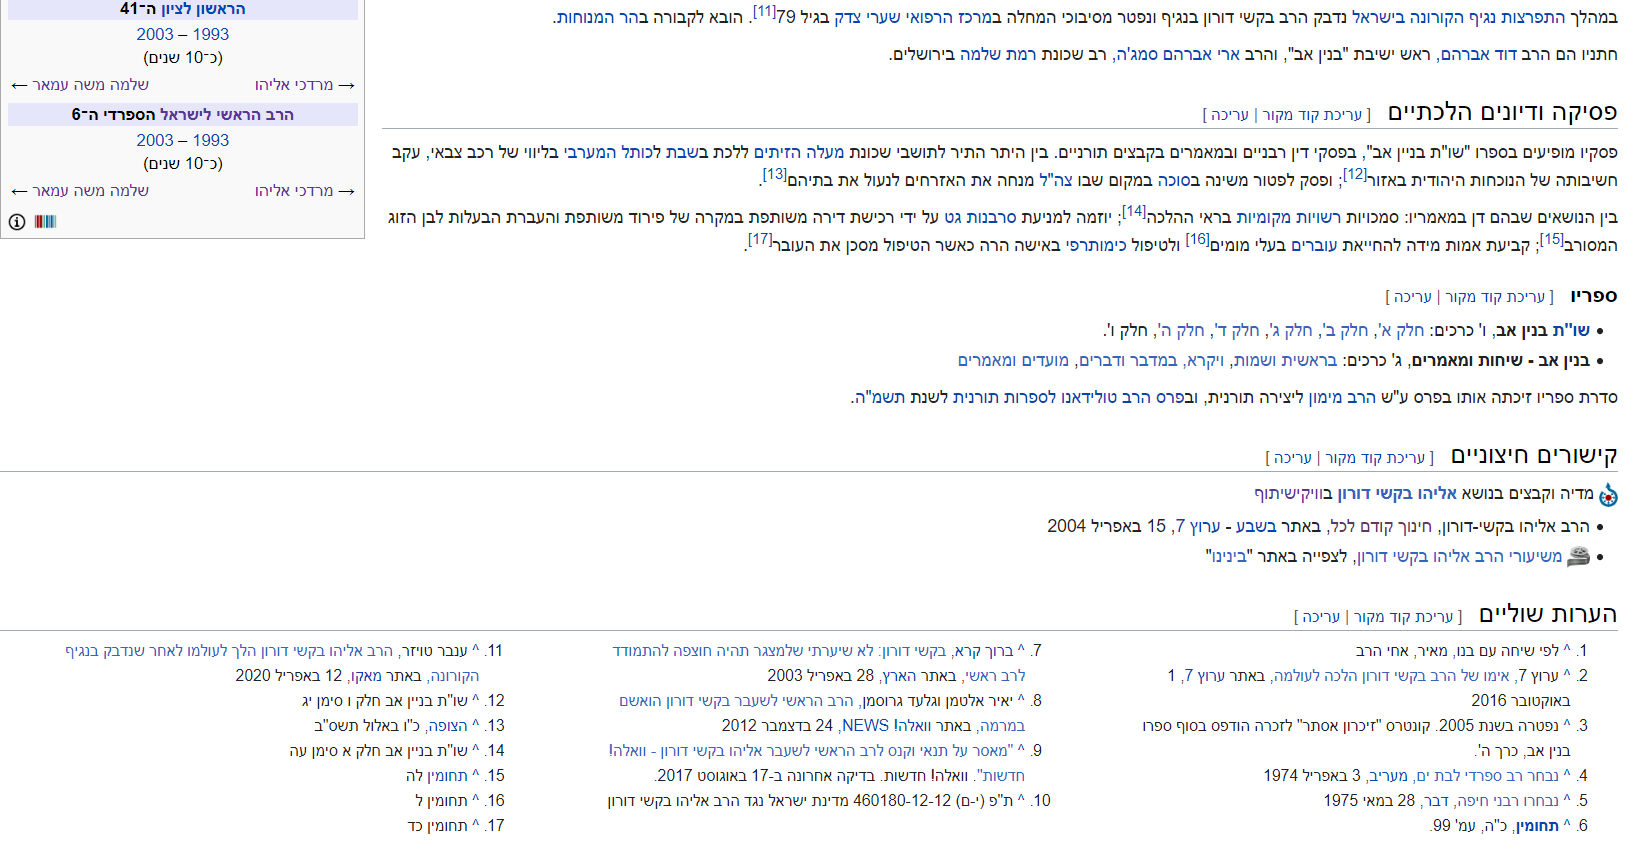 במהלך התפרצות נגיף הקורונה בישראל נדבק הרב בקשי דורון בנגיף ונפטר מסיבוכי המחלה במרכז הרפואי שערי צדק בגיל 79[11]. הובא לקבורה בהר המנוחות.
חתניו הם הרב דוד אברהם, ראש ישיבת "בנין אב", והרב ארי אברהם סמג'ה, רב שכונת רמת שלמה בירושלים.
פסיקה ודיונים הלכתיים [ עריכת קוד מקור | עריכה ]
פסקיו מופיעים בספרו "שו"ת בניין אב", בפסקי דין רבניים ובמאמרים בקבצים תורניים. בין היתר התיר לתושבי שכונת מעלה הזיתים ללכת בשבת לכותל המערבי בליווי של רכב צבאי, עקב
חשיבותה של הנוכחות היהודית באזור[12]; ופסק לפטור משינה בסוכה במקום שבו צה"ל מנחה את האזרחים לנעול את בתיהם[13].
בין הנושאים שבהם דן במאמריו: סמכויות רשויות מקומיות בראי ההלכה[14]; יוזמה למניעת סרבנות גט על ידי רכישת דירה משותפת במקרה של פירוד משותפת והעברת הבעלות לבן הזוג
המסורב[15]; קביעת אמות מידה להחייאת עוברים בעלי מומים[16] ולטיפול כימותרפי באישה הרה כאשר הטיפול מסכן את העובר[17].
ספריו [ עריכת קוד מקור | עריכה ]
• שו"ת בנין אב, ו' כרכים: חלק א', חלק ב', חלק ג', חלק ד', חלק ה', חלק ו'.
• בנין אב - שיחות ומאמרים, ג' כרכים: בראשית ושמות, ויקרא, במדבר ודברים, מועדים ומאמרים
סדרת ספריו זיכתה אותו בפרס ע"ש הרב מימון ליצירה תורנית, ובפרס הרב טולידאנו לספרות תורנית לשנת תשמ"ה.
קישורים חיצוניים [ עריכת קוד מקור | עריכה ]
מדיה וקבצים בנושא אליהו בקשי דורון בוויקישיתוף
• הרב אליהו בקשי-דורון, חינוך קודם לכל, באתר בשבע - ערוץ 7, 15 באפריל 2004
• משיעורי הרב אליהו בקשי דורון, לצפייה באתר "בינינו"
הערות שוליים [ עריכת קוד מקור | עריכה ]
1. ^ לפי שיחה עם בנו, מאיר, אחי הרב
2. ^ ערוץ 7, אימו של הרב בקשי דורון הלכה לעולמה, באתר ערוץ 7, 1
באוקטובר 2016
3. ^ נפטרה בשנת 2005. קונטרס "זיכרון אסתר" לזכרה הודפס בסוף ספרו
בנין אב, כרך ה'.
4. ^ נבחר רב ספרדי לבת ים, מעריב, 3 באפריל 1974
5. ^ נבחרו רבני חיפה, דבר, 28 במאי 1975
6. ^ תחומין, כ"ה, עמ' 99.
7. ^ ברוך קרא, בקשי דורון: לא שיערתי שלמצגר תהיה חוצפה להתמודד
לרב ראשי, באתר הארץ, 28 באפריל 2003
8. ^ יאיר אלטמן וגלעד גרוסמן, הרב הראשי לשעבר בקשי דורון הואשם
במרמה, באתר וואלה! NEWS, 24 בדצמבר 2012
9. ^ "מאסר על תנאי וקנס לרב הראשי לשעבר אליהו בקשי דורון - וואלה!
חדשות". וואלה! חדשות. בדיקה אחרונה ב-17 באוגוסט 2017.
10. ^ ת"פ (י-ם) 460180-12-12 מדינת ישראל נגד הרב אליהו בקשי דורון
11. ^ ענבר טויזר, הרב אליהו בקשי דורון הלך לעולמו לאחר שנדבק בנגיף
הקורונה, באתר מאקו, 12 באפריל 2020
12. ^ שו"ת בניין אב חלק ו סימן יג
13. ^ הצופה, כ"ו באלול תשס"ב
14. ^ שו"ת בניין אב חלק א סימן עה
15. ^ תחומין לה
16. ^ תחומין ל
17. ^ תחומין כד
הראשון לציון ה־41
1993 – 2003
(כ־10 שנים)
→ מרדכי אליהו שלמה משה עמאר ←
הרב הראשי לישראל הספרדי ה־6
1993 – 2003
(כ־10 שנים)
→ מרדכי אליהו שלמה משה עמאר ←